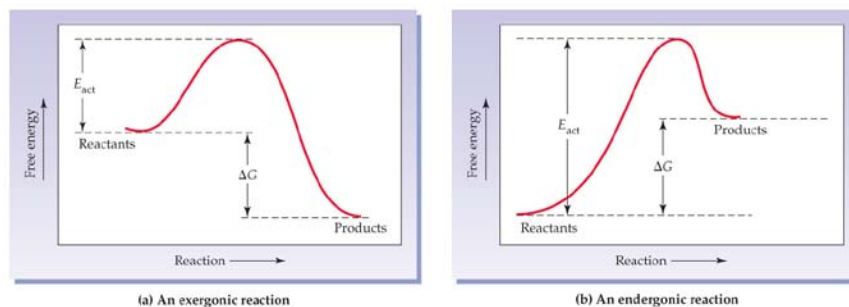 Free energy
E act
Reactants
ΔG
Products
Reaction
(a) An exergonic reaction
Free energy
E act
Products
ΔG
Reactants
Reaction
(b) An endergonic reaction